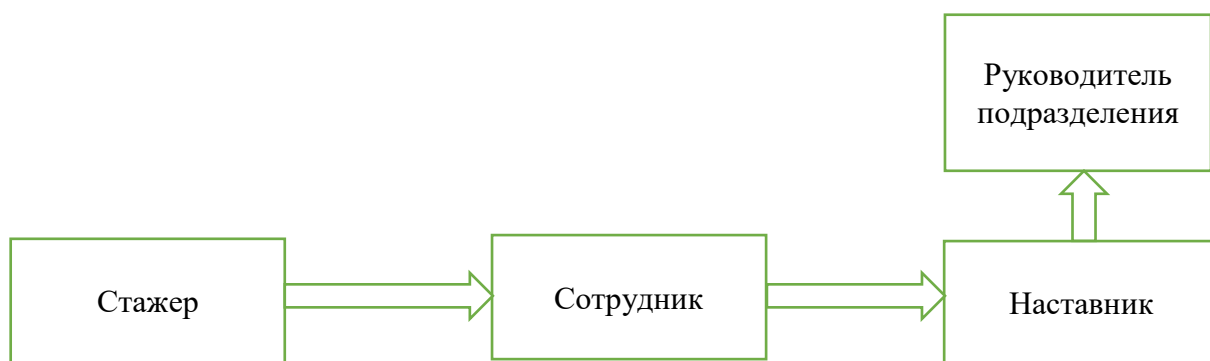 Руководитель
подразделения
Стажер
Сотрудник
Наставник